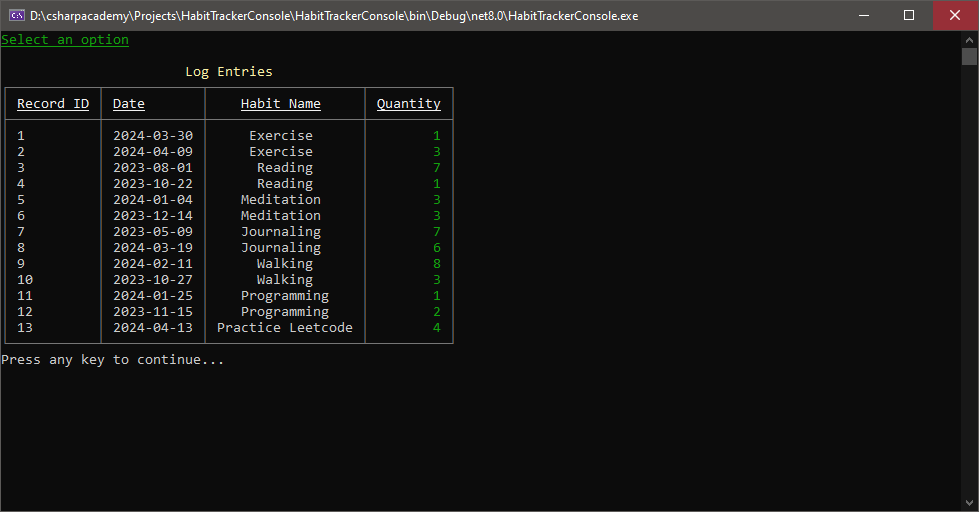 D:\csharpacademy\Projects\HabitTrackerConsole\HabitTrackerConsole\bin\Debug\net8.0\HabitTrackerConsole.exe
Select an option
Log Entries
Record ID Date Habit Name Quantity
1 2024-03-30 Exercise 1
2 2024-04-09 Exercise 3
3 2023-08-01 Reading 7
4 2023-10-22 Reading 1
5 2024-01-04 Meditation 3
6 2023-12-14 Meditation 3
7 2023-05-09 Journaling 7
8 2024-03-19 Journaling 6
9 2024-02-11 Walking 8
10 2023-10-27 Walking 3
11 2024-01-25 Programming 1
12 2023-11-15 Programming 2
13 2024-04-13 Practice Leetcode 4
Press any key to continue...